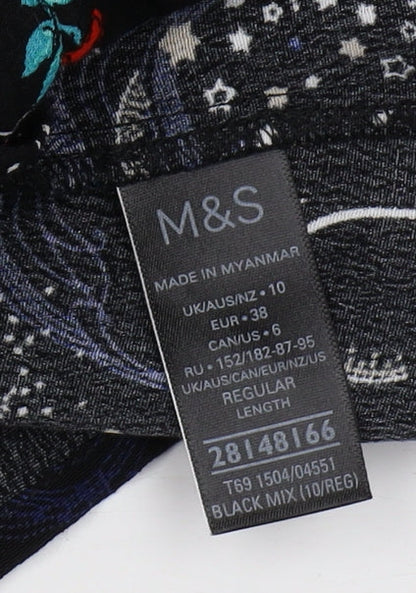 M&S
MADE IN MYANMAR
UK/AUS/NZ • 10
EUR • 38
CAN/US • 6
RU • 152/182-87-95
UK/AUS/CAN/EUR/NZ/US
REGULAR
LENGTH
28148166
T69 1504/04551
BLACK MIX (10/REG)